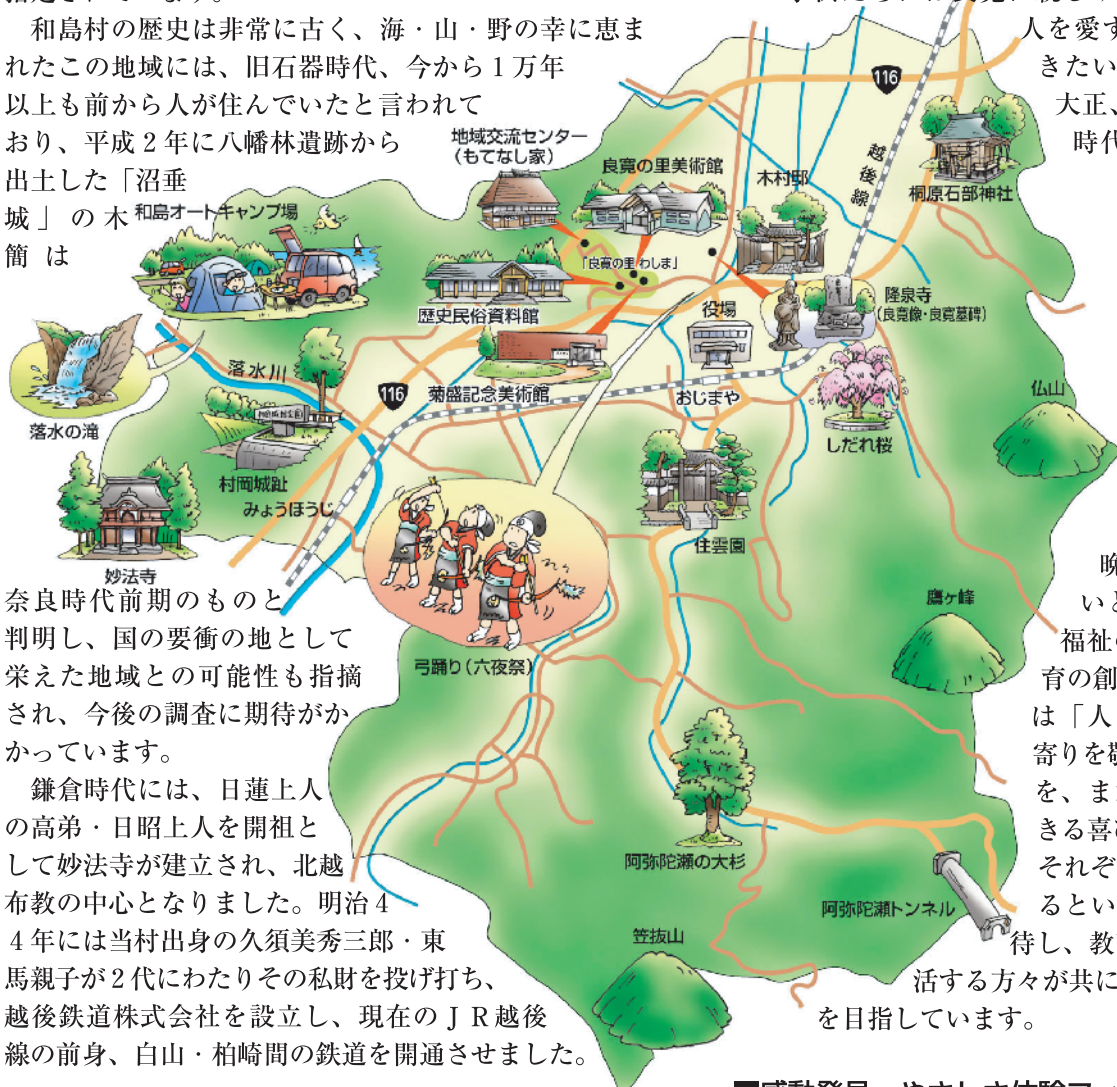 和島村の歴史は非常に古く、海・山・野の幸に恵ま
れたこの地域には、旧石器時代、今から1万年
以上も前から人が住んでいたと言われて
おり、平成2年に八幡林遺跡から
出土した「沼垂
城」の木
簡は
奈良時代前期のものと
判明し、国の要衝の地として
栄えた地域との可能性も指摘
され、今後の調査に期待がか
かっています。
鎌倉時代には、日蓮上人
の高弟・日昭上人を開祖と
して妙法寺が建立され、北越
布教の中心となりました。明治4
4年には当村出身の久須美秀三郎・東
馬親子が2代にわたりその私財を投げ打ち、
越後鉄道株式会社を設立し、現在のJR越後
線の前身、白山・柏崎間の鉄道を開通させました。
地域交流センター
(もてなし家)
良寛の里美術館
木村邸
116
越後線
桐原石部神社
和島オートキャンプ場
「良寛の里 わしま」
歴史民俗資料館
役場
隆泉寺
(良寛像・良寛墓碑)
落水川
116
菊盛記念美術館
おじまや
しだれ桜
仏山
落水の滝
村岡城趾
みょうほうじ
妙法寺
住雲園
弓踊り(六夜祭)
鷹ヶ峰
阿弥陀瀬の大杉
阿弥陀瀬トンネル
笠抜山
人を愛す
きたい
大正、
時代
いと
福祉
育の創
は「人
寄りを敬
を、ま
きる喜
それぞ
るとい
待し、教
活する方々が共に
を目指しています。